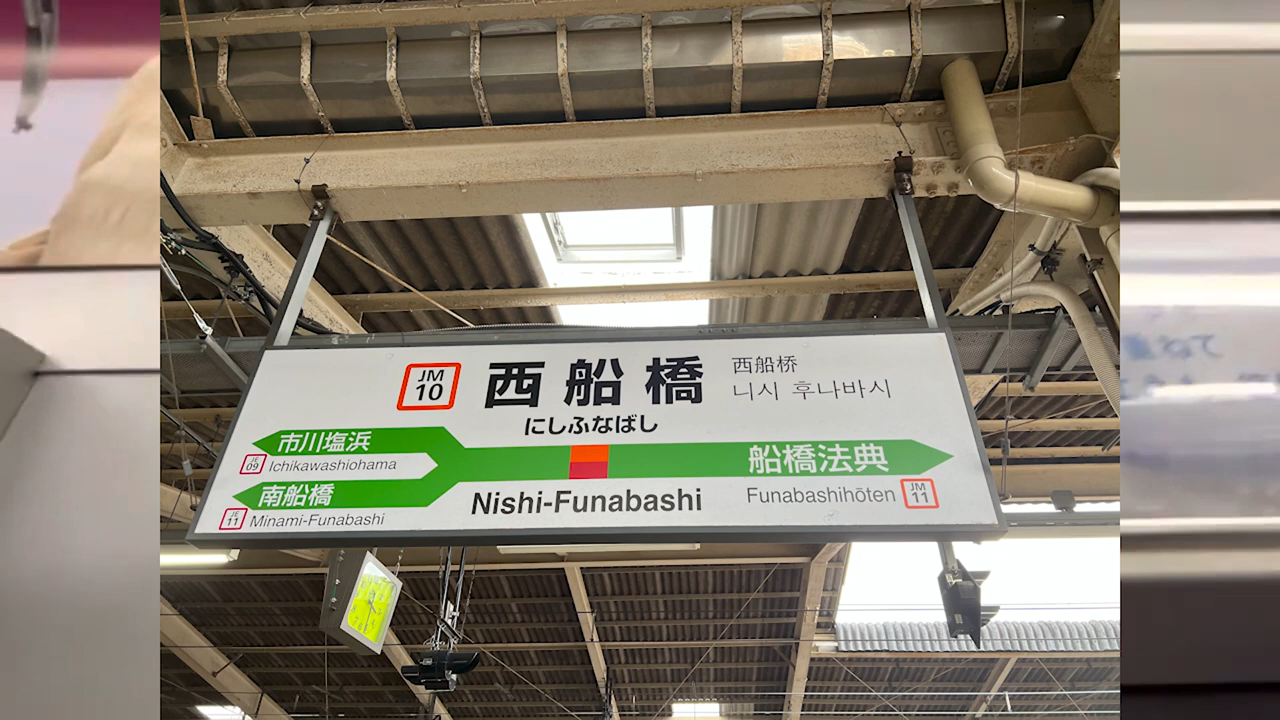 JM
10
西船橋
西船桥
니시 후나바시
にしふなばし
市川塩浜
JE
09
Ichikawashiohama
南船橋
JE
11
Minami-Funabashi
Nishi-Funabashi
船橋法典
Funabashihōten
JM
11